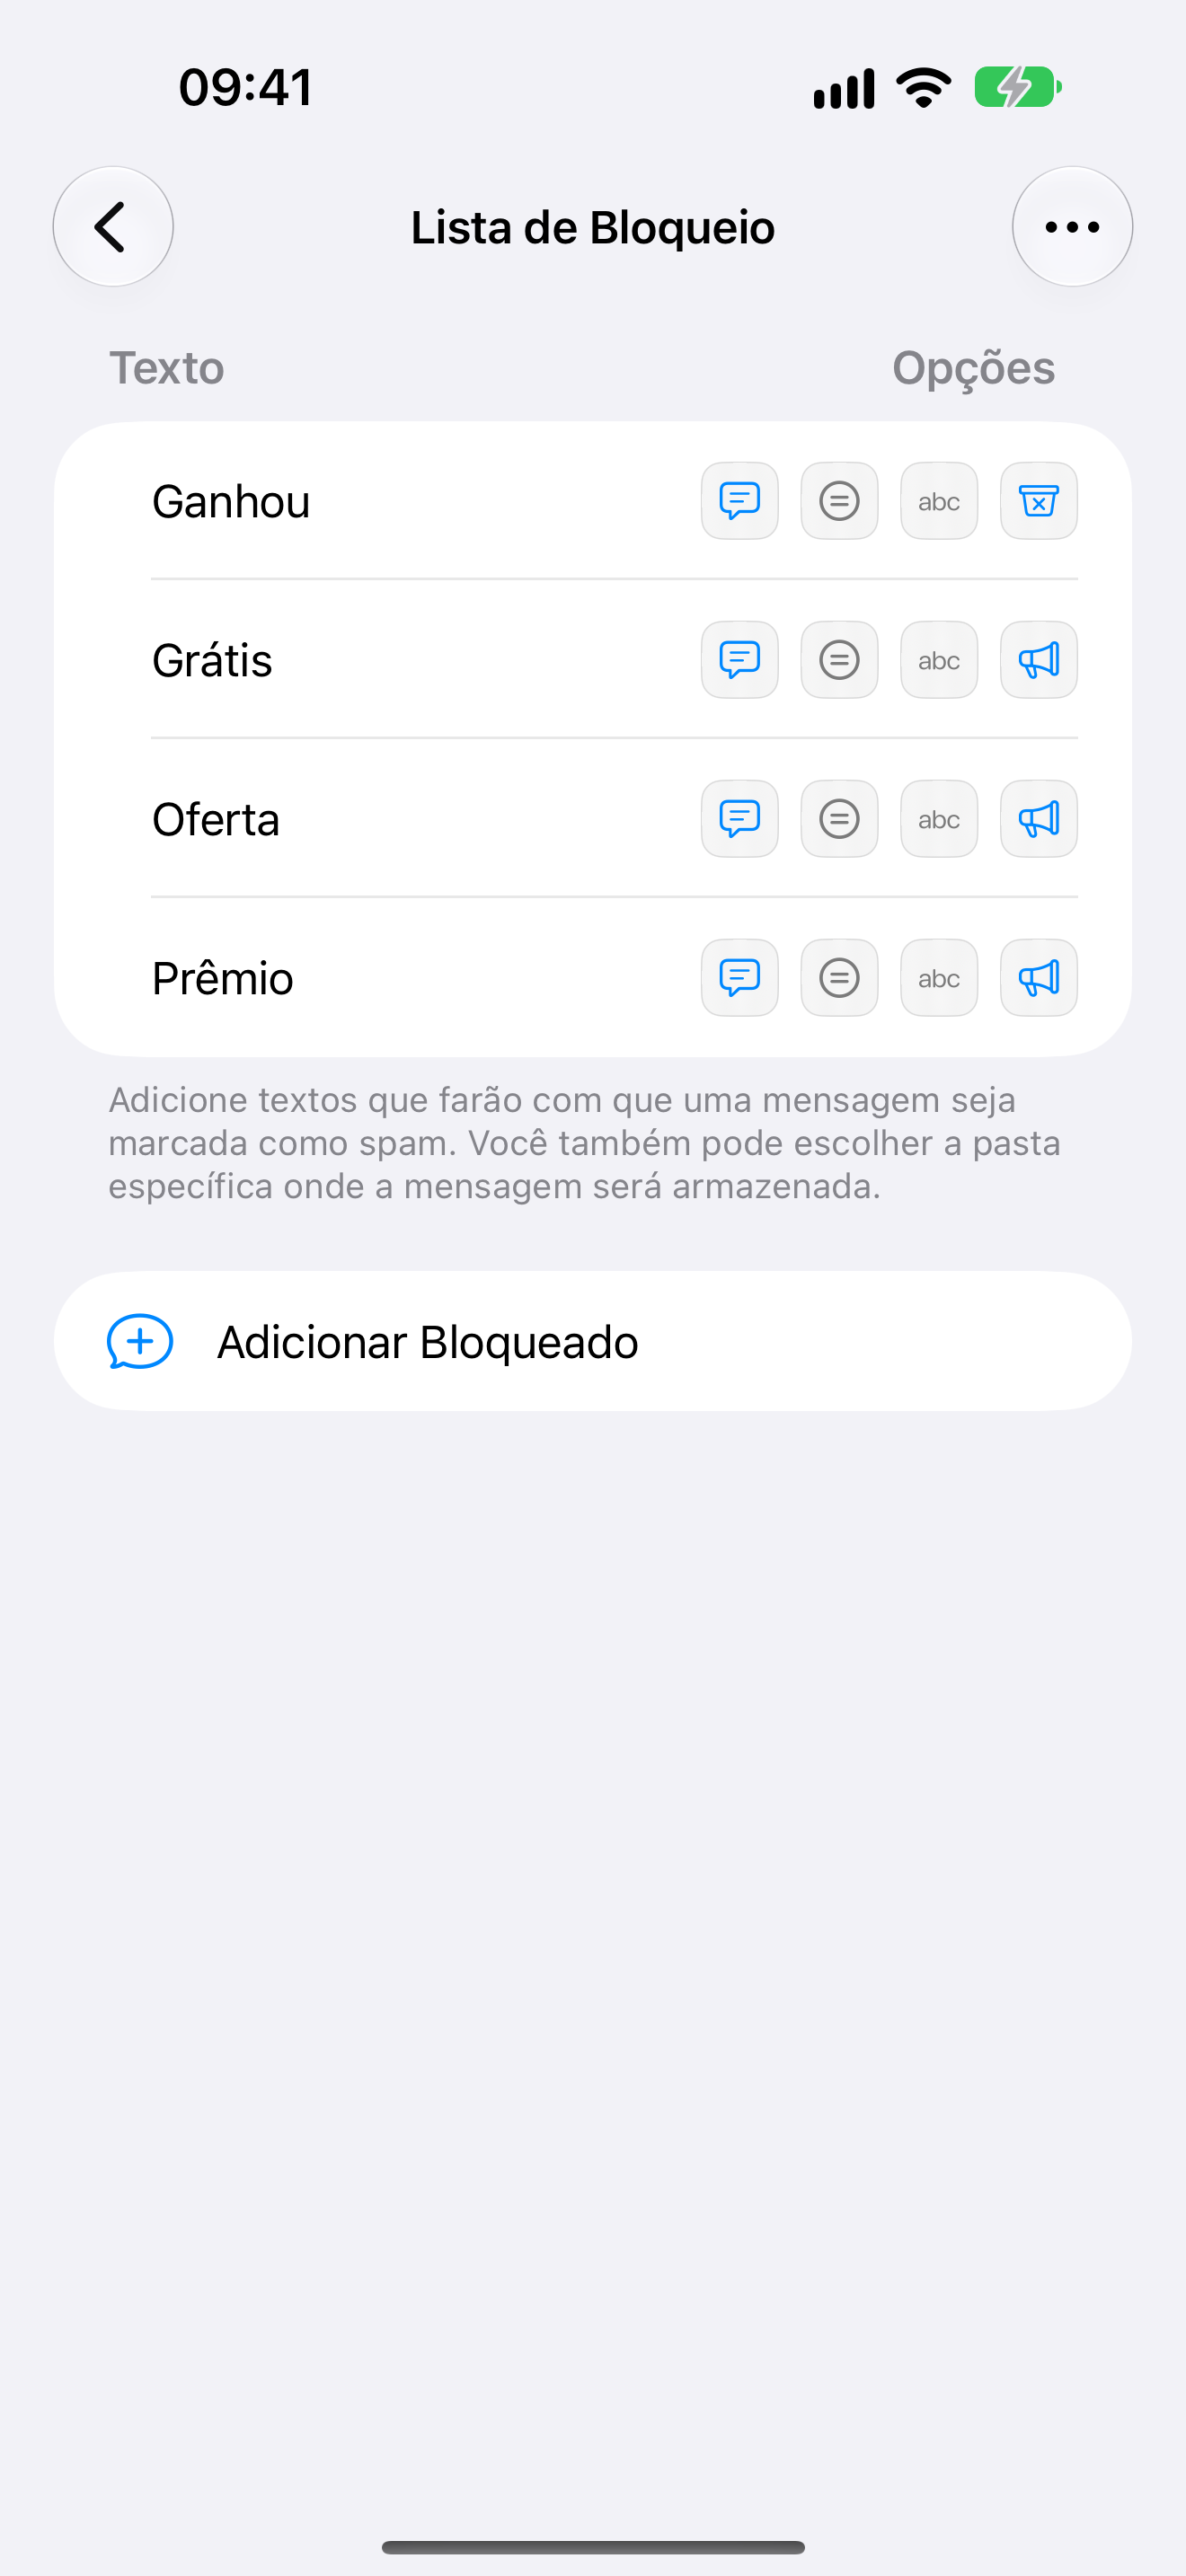 09:41
Lista de Bloqueio
Texto Opções
Ganhou abc
Grátis abc
Oferta abc
Prêmio abc
Adicione textos que farão com que uma mensagem seja
marcada como spam. Você também pode escolher a pasta
específica onde a mensagem será armazenada.
Adicionar Bloqueado